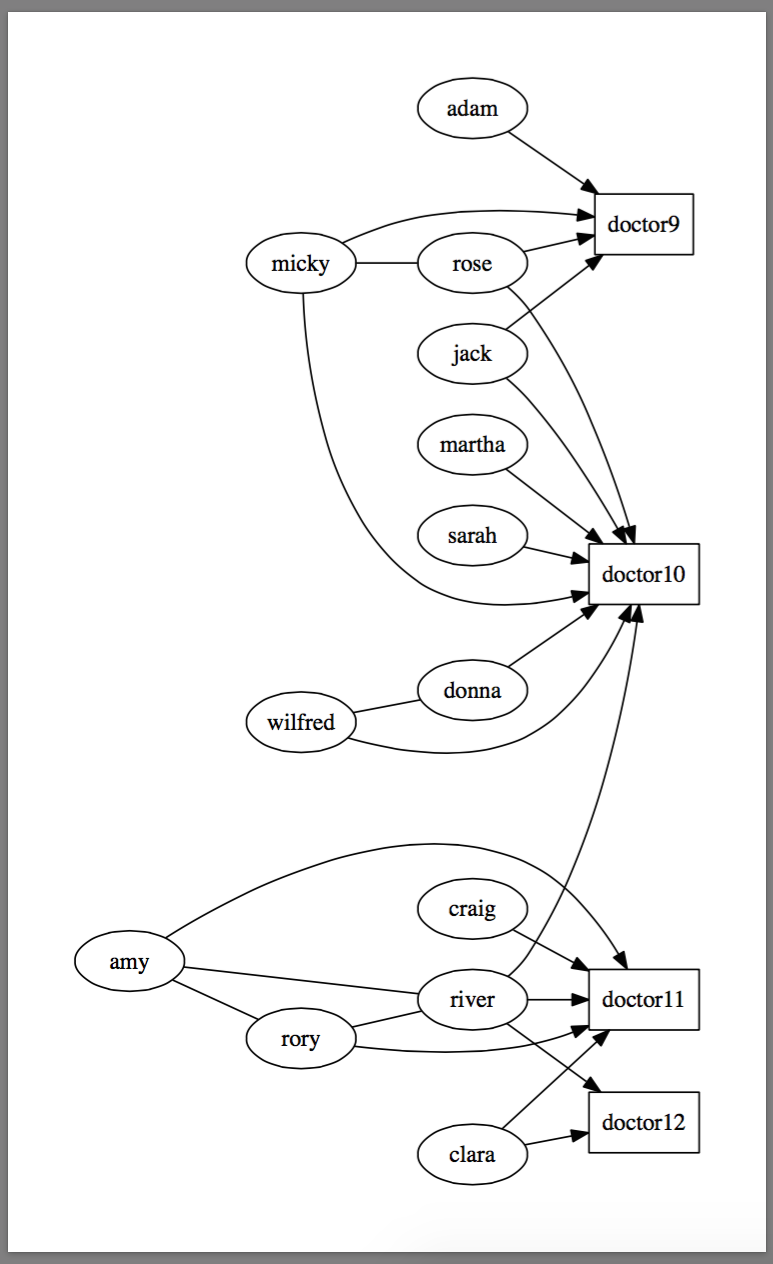 adam
doctor9
micky
rose
jack
martha
sarah
doctor10
donna
wilfred
craig
amy
river
doctor11
rory
doctor12
clara